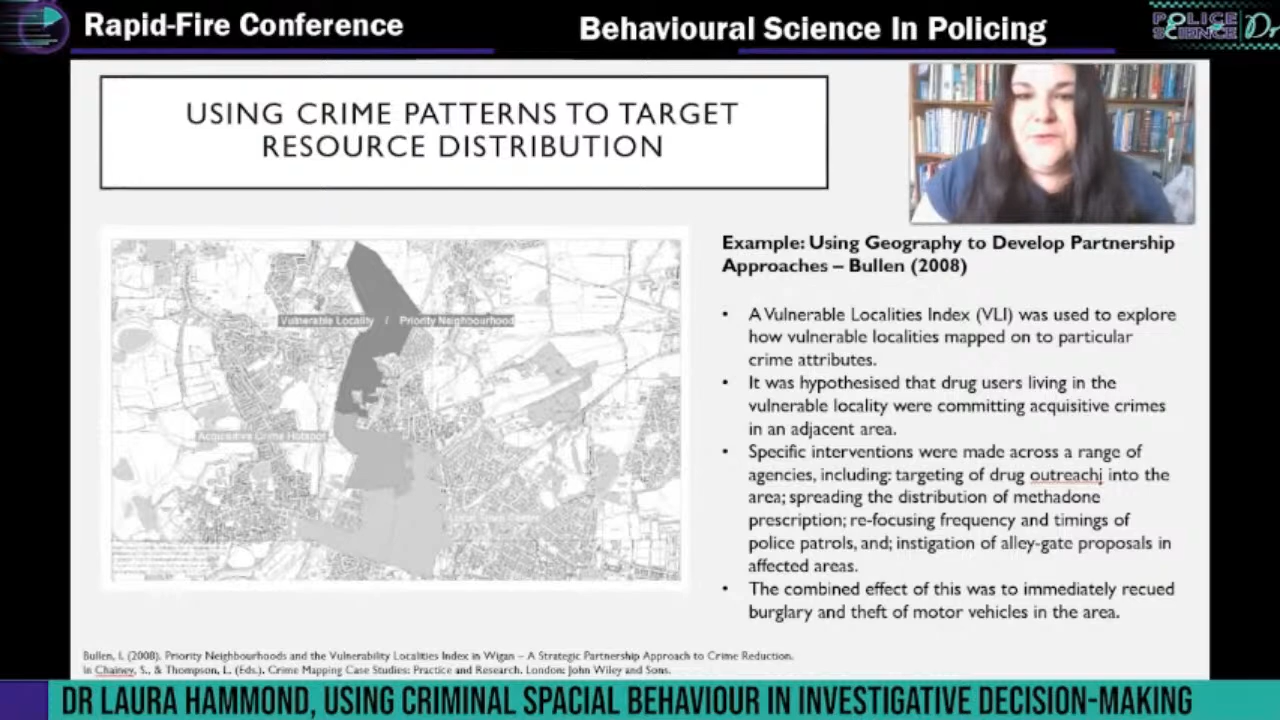 Rapid-Fire Conference
Behavioural Science In Policing
POLICE
SCIENCE
Dr
USING CRIME PATTERNS TO TARGET
RESOURCE DISTRIBUTION
Vulnerable Locality / Priority Neighbourhood
Acquisitive Crime Hotspot
Example: Using Geography to Develop Partnership
Approaches – Bullen (2008)
• A Vulnerable Localities Index (VLI) was used to explore
how vulnerable localities mapped on to particular
crime attributes.
• It was hypothesised that drug users living in the
vulnerable locality were committing acquisitive crimes
in an adjacent area.
• Specific interventions were made across a range of
agencies, including: targeting of drug outreachj into the
area; spreading the distribution of methadone
prescription; re-focusing frequency and timings of
police patrols, and; instigation of alley-gate proposals in
affected areas.
• The combined effect of this was to immediately recued
burglary and theft of motor vehicles in the area.
Bullen, I. (2008). Priority Neighbourhoods and the Vulnerability Localities Index in Wigan – A Strategic Partnership Approach to Crime Reduction.
In Chainey, S., & Thompson, L. (Eds.). Crime Mapping Case Studies: Practice and Research. London: John Wiley and Sons.
DR LAURA HAMMOND, USING CRIMINAL SPACIAL BEHAVIOUR IN INVESTIGATIVE DECISION-MAKING